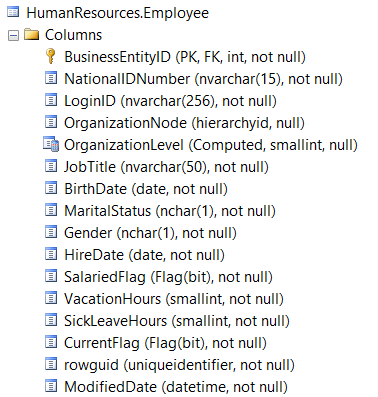 HumanResources.Employee
Columns
BusinessEntityID (PK, FK, int, not null)
NationalIDNumber (nvarchar(15), not null)
LoginID (nvarchar(256), not null)
OrganizationNode (hierarchyid, null)
OrganizationLevel (Computed, smallint, null)
JobTitle (nvarchar(50), not null)
BirthDate (date, not null)
MaritalStatus (nchar(1), not null)
Gender (nchar(1), not null)
HireDate (date, not null)
SalariedFlag (Flag(bit), not null)
VacationHours (smallint, not null)
SickLeaveHours (smallint, not null)
CurrentFlag (Flag(bit), not null)
rowguid (uniqueidentifier, not null)
ModifiedDate (datetime, not null)